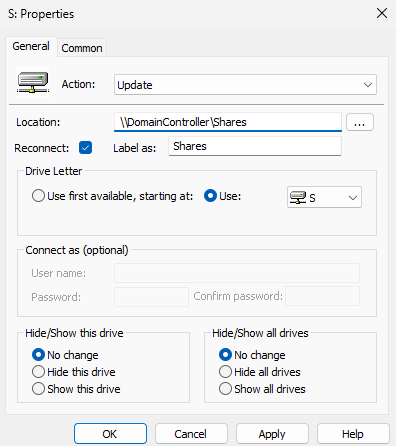 S: Properties
General Common
Action: Update
Location: \\DomainController\Shares ...
Reconnect: Label as: Shares
Drive Letter
Use first available, starting at: Use: S
Connect as (optional)
User name:
Password: Confirm password:
Hide/Show this drive Hide/Show all drives
No change No change
Hide this drive Hide all drives
Show this drive Show all drives
OK Cancel Apply Help